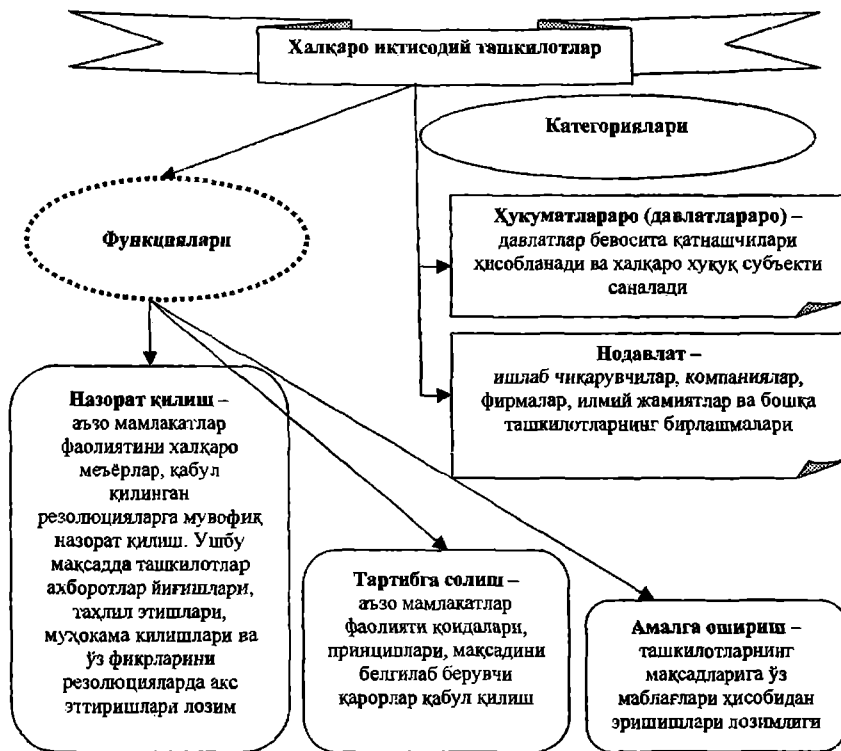 Халқаро иқтисодий ташкилотлар
Категориялари
Функциялари
Ҳукуматлараро (давлатлараро) –
давлатлар бевосита қатнашчилари
ҳисобланади ва халқаро хуқуқ субъекти
саналади
Нодавлат –
ишлаб чиқарувчилар, компаниялар,
фирмалар, илмий жамиятлар ва бошқа
ташкилотларнинг бирлашмалари
Назорат қилиш –
аъзо мамлакатлар
фаолиятини халқаро
меъёрлар, қабул
қилинган
резолюцияларга мувофиқ
назорат қилиш. Ушбу
мақсадда ташкилотлар
ахборотлар йиғишлари,
таҳлил этишлари,
муҳокама қилишлари ва
ўз фикрларини
резолюцияларда акс
эттиришлари лозим
Тартибга солиш –
аъзо мамлакатлар
фаолияти қоидалари,
принциплари, мақсадини
белгилаб берувчи
қарорлар қабул қилиш
Амалга ошириш –
ташкилотларнинг
мақсадларига ўз
маблағлари ҳисобидан
эришишлари лозимлиги